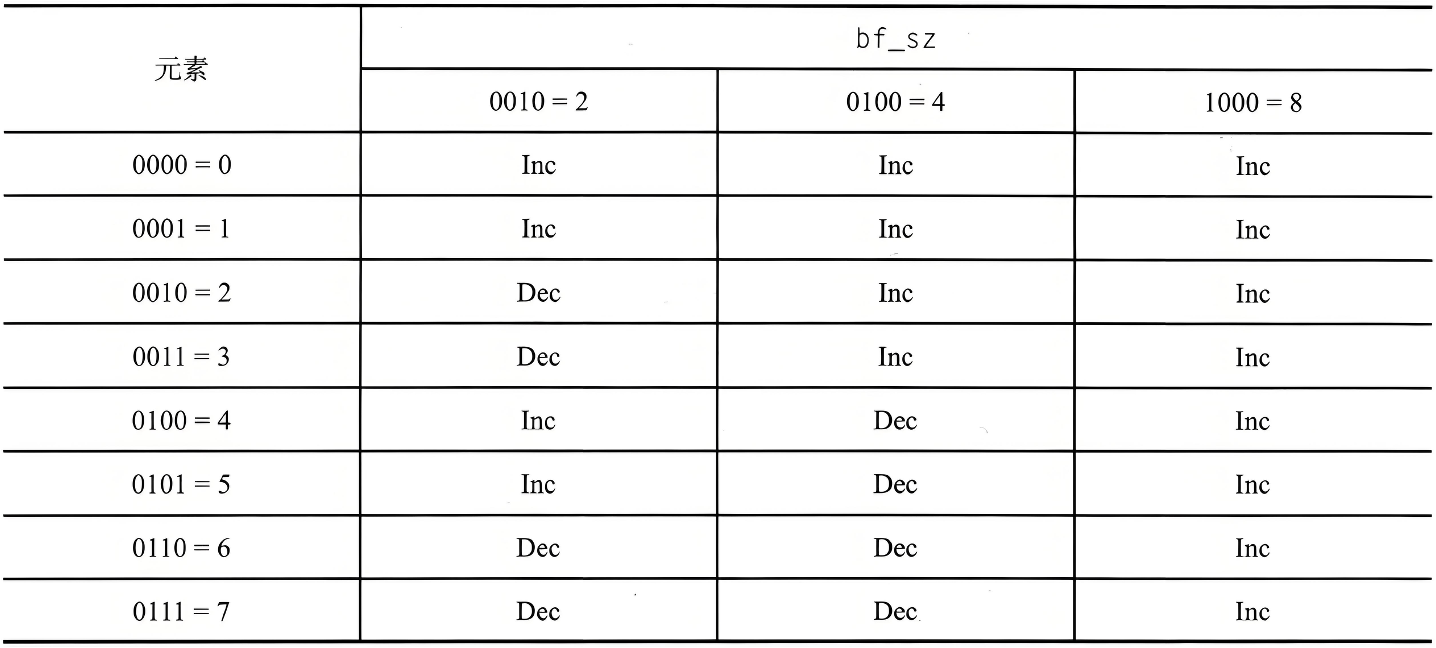 元素 bf_sz
0010 = 2 0100 = 4 1000 = 8
0000 = 0 Inc Inc Inc
0001 = 1 Inc Inc Inc
0010 = 2 Dec Inc Inc
0011 = 3 Dec Inc Inc
0100 = 4 Inc Dec Inc
0101 = 5 Inc Dec Inc
0110 = 6 Dec Dec Inc
0111 = 7 Dec Dec Inc